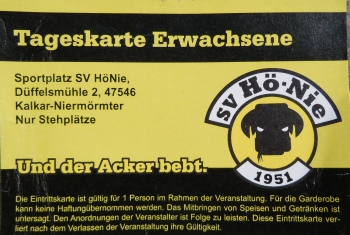 Tageskarte Erwachsene
Sportplatz SV HöNie,
Düffelsmühle 2, 47546
Kalkar-Niermörmter
Nur Stehplätze
SV Hö-Nie
1951
Und der Acker bebt.
Die Eintrittskarte ist gültig für 1 Person im Rahmen der Veranstaltung. Für die Garderobe
kann keine Haftungübernommen werden. Das Mitbringen von Speisen und Getränken ist
untersagt. Den Anordnungen der Veranstalter ist Folge zu leisten. Diese Eintrittskarte ver-
liert nach dem Verlassen der Veranstaltung ihre Gültigkeit.